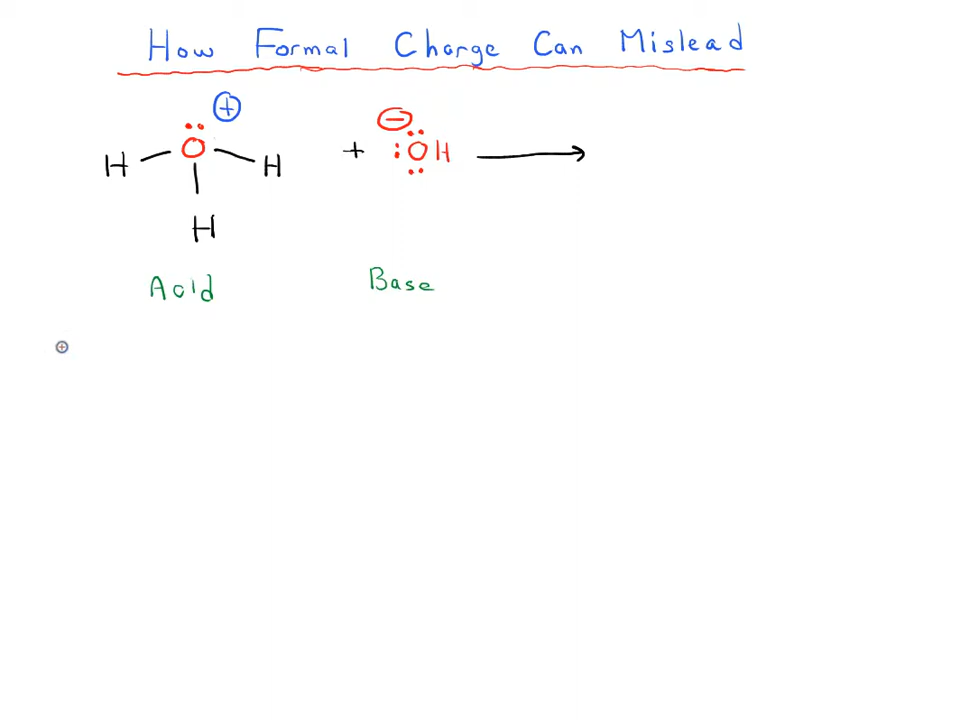 How Formal Charge Can Mislead
⊕
⊖
H O H + :OH →
H
Acid Base